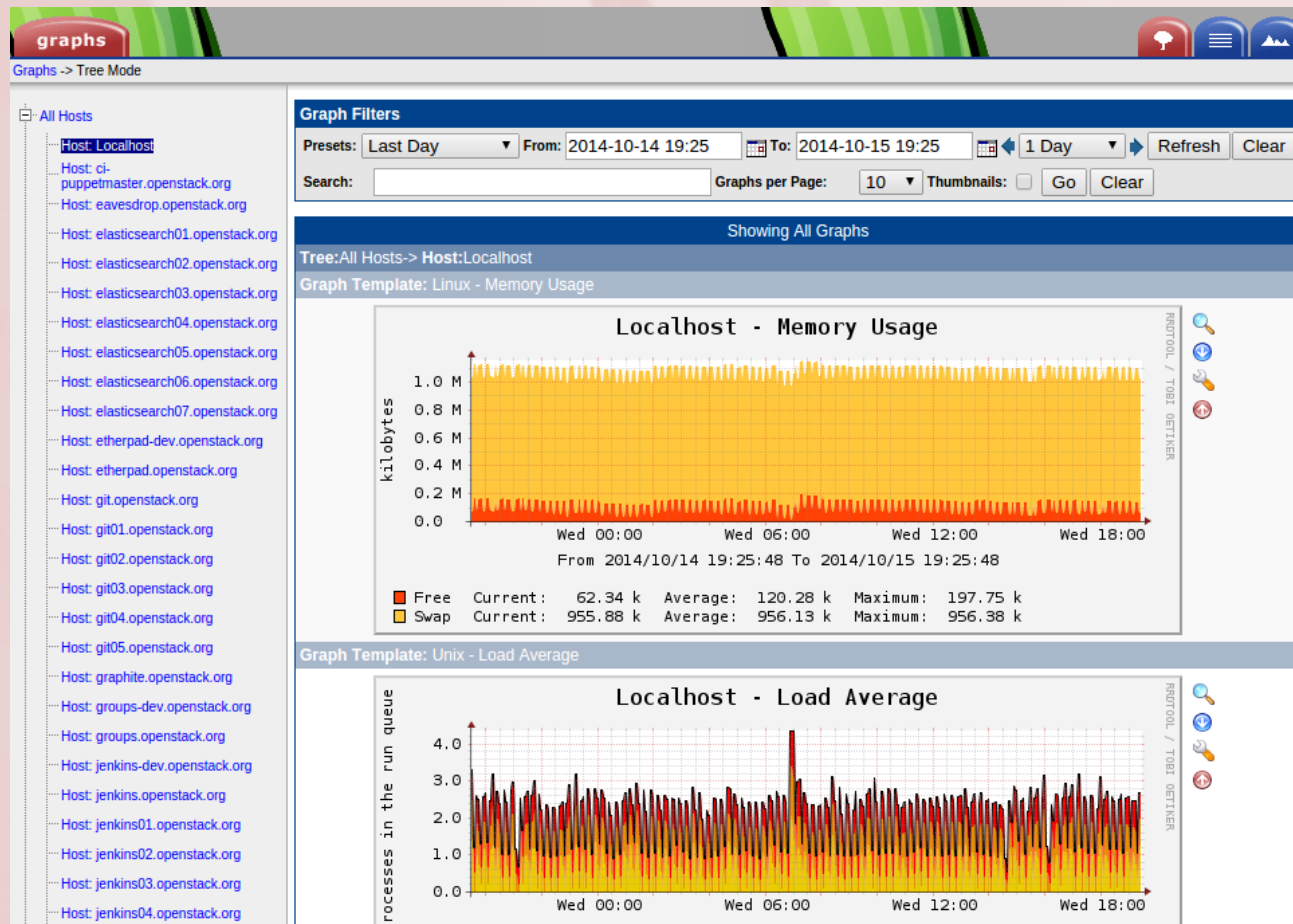 graphs
Graphs -> Tree Mode
All Hosts
Host: Localhost
Host: ci-
puppetmaster.openstack.org
Host: eavesdrop.openstack.org
Host: elasticsearch01.openstack.org
Host: elasticsearch02.openstack.org
Host: elasticsearch03.openstack.org
Host: elasticsearch04.openstack.org
Host: elasticsearch05.openstack.org
Host: elasticsearch06.openstack.org
Host: elasticsearch07.openstack.org
Host: etherpad-dev.openstack.org
Host: etherpad.openstack.org
Host: git.openstack.org
Host: git01.openstack.org
Host: git02.openstack.org
Host: git03.openstack.org
Host: git04.openstack.org
Host: git05.openstack.org
Host: graphite.openstack.org
Host: groups-dev.openstack.org
Host: groups.openstack.org
Host: jenkins-dev.openstack.org
Host: jenkins.openstack.org
Host: jenkins01.openstack.org
Host: jenkins02.openstack.org
Host: jenkins03.openstack.org
Host: jenkins04.openstack.org
Graph Filters
Presets: Last Day From: 2014-10-14 19:25 To: 2014-10-15 19:25 1 Day Refresh Clear
Search: Graphs per Page: 10 Thumbnails: Go Clear
Showing All Graphs
Tree:All Hosts-> Host:Localhost
Graph Template: Linux - Memory Usage
Localhost - Memory Usage
RRDTOOL / TOBI OETIKER
kilobytes
1.0 M
0.8 M
0.6 M
0.4 M
0.2 M
0.0
Wed 00:00 Wed 06:00 Wed 12:00 Wed 18:00
From 2014/10/14 19:25:48 To 2014/10/15 19:25:48
Free Current: 62.34 k Average: 120.28 k Maximum: 197.75 k
Swap Current: 955.88 k Average: 956.13 k Maximum: 956.38 k
Graph Template: Unix - Load Average
Localhost - Load Average
RRDTOOL / TOBI OETIKER
rocesses in the run queue
4.0
3.0
2.0
1.0
0.0
Wed 00:00 Wed 06:00 Wed 12:00 Wed 18:00